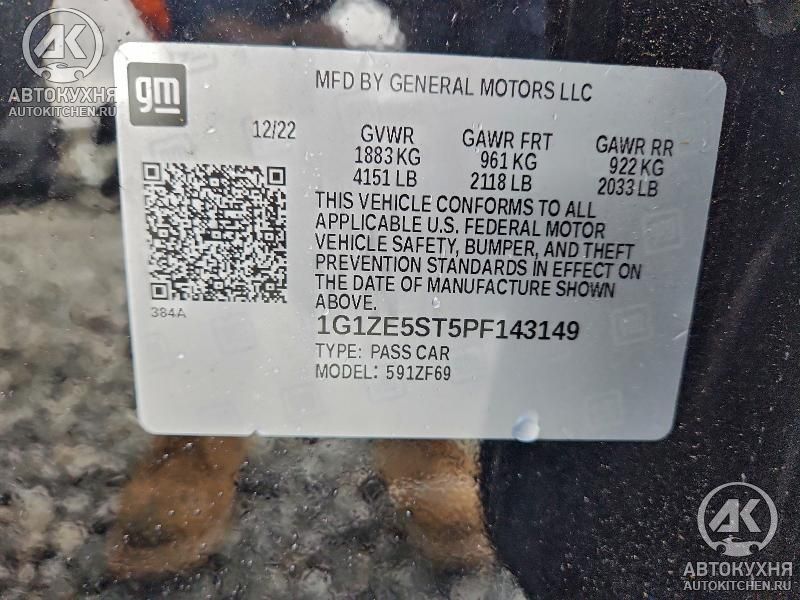 AK
АВТОКУХНЯ
AUTOKITCHEN.RU
gm
MFD BY GENERAL MOTORS LLC
12/22
GVWR
1883 KG
4151 LB
GAWR FRT
961 KG
2118 LB
GAWR RR
922 KG
2033 LB
THIS VEHICLE CONFORMS TO ALL
APPLICABLE U.S. FEDERAL MOTOR
VEHICLE SAFETY, BUMPER, AND THEFT
PREVENTION STANDARDS IN EFFECT ON
THE DATE OF MANUFACTURE SHOWN
ABOVE.
384A
1G1ZE5ST5PF143149
TYPE: PASS CAR
MODEL: 591ZF69
AK
АВТОКУХНЯ
AUTOKITCHEN.RU